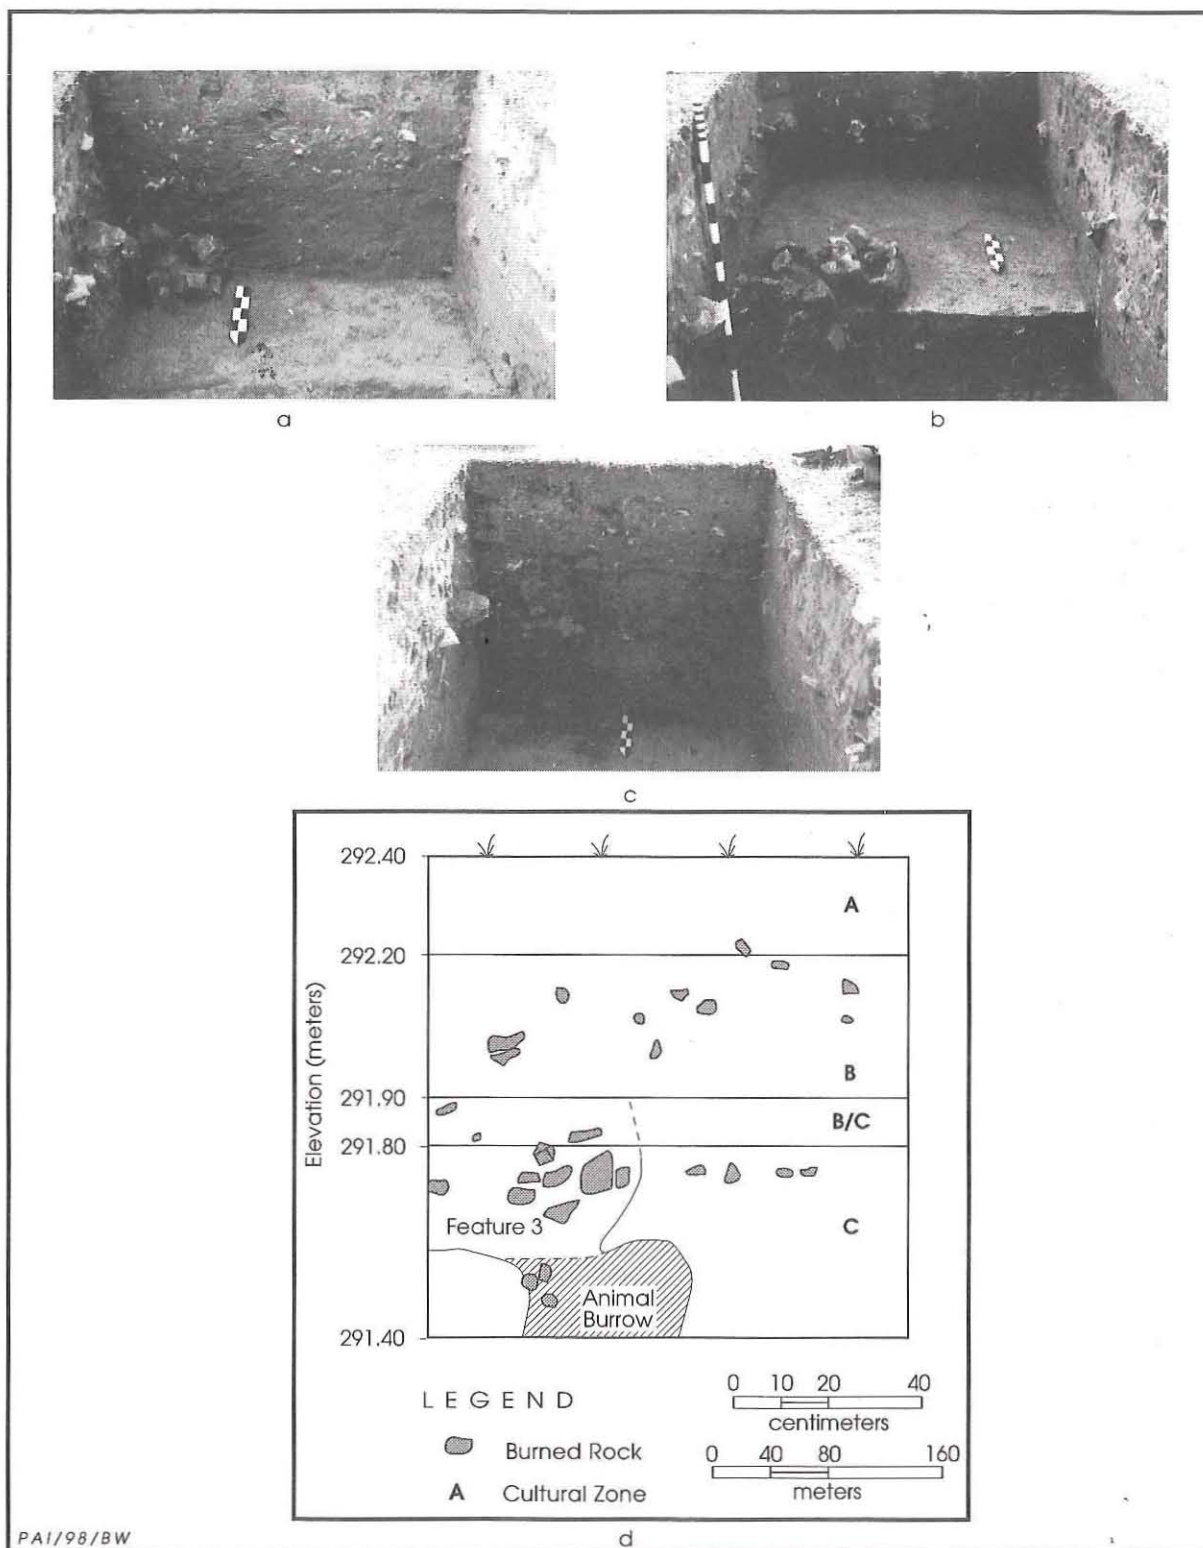 a
b
c
292.40
A
292.20
Elevation (meters)
B
291.90
B/C
291.80
Feature 3
C
Animal
Burrow
291.40
LEGEND
0 10 20 40
centimeters
Burned Rock
0 40 80 160
meters
A Cultural Zone
PAI/98/BW
d